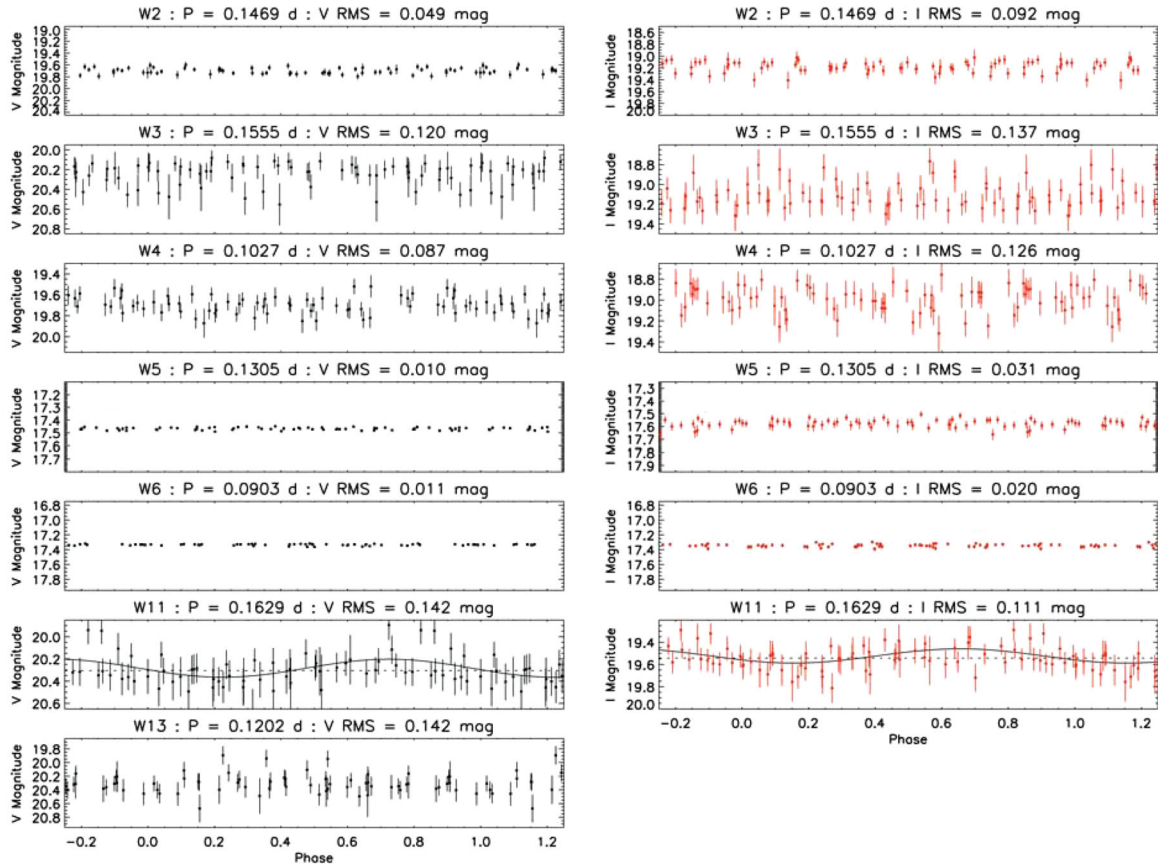 W2 : P = 0.1469 d : V RMS = 0.049 mag
V Magnitude
19.0
19.2
19.4
19.6
19.8
20.0
20.2
20.4
W2 : P = 0.1469 d : I RMS = 0.092 mag
I Magnitude
18.6
18.8
19.0
19.2
19.4
19.6
19.8
20.0
W3 : P = 0.1555 d : V RMS = 0.120 mag
V Magnitude
20.0
20.2
20.4
20.6
20.8
W3 : P = 0.1555 d : I RMS = 0.137 mag
I Magnitude
18.8
19.0
19.2
19.4
W4 : P = 0.1027 d : V RMS = 0.087 mag
V Magnitude
19.4
19.6
19.8
20.0
W4 : P = 0.1027 d : I RMS = 0.126 mag
I Magnitude
18.8
19.0
19.2
19.4
W5 : P = 0.1305 d : V RMS = 0.010 mag
V Magnitude
17.2
17.3
17.4
17.5
17.6
17.7
W5 : P = 0.1305 d : I RMS = 0.031 mag
I Magnitude
17.3
17.4
17.5
17.6
17.7
17.8
17.9
W6 : P = 0.0903 d : V RMS = 0.011 mag
V Magnitude
16.8
17.0
17.2
17.4
17.6
17.8
W6 : P = 0.0903 d : I RMS = 0.020 mag
I Magnitude
16.8
17.0
17.2
17.4
17.6
17.8
W11 : P = 0.1629 d : V RMS = 0.142 mag
V Magnitude
20.0
20.2
20.4
20.6
W11 : P = 0.1629 d : I RMS = 0.111 mag
I Magnitude
19.4
19.6
19.8
20.0
−0.2 0.0 0.2 0.4 0.6 0.8 1.0 1.2
Phase
W13 : P = 0.1202 d : V RMS = 0.142 mag
V Magnitude
19.8
20.0
20.2
20.4
20.6
20.8
−0.2 0.0 0.2 0.4 0.6 0.8 1.0 1.2
Phase